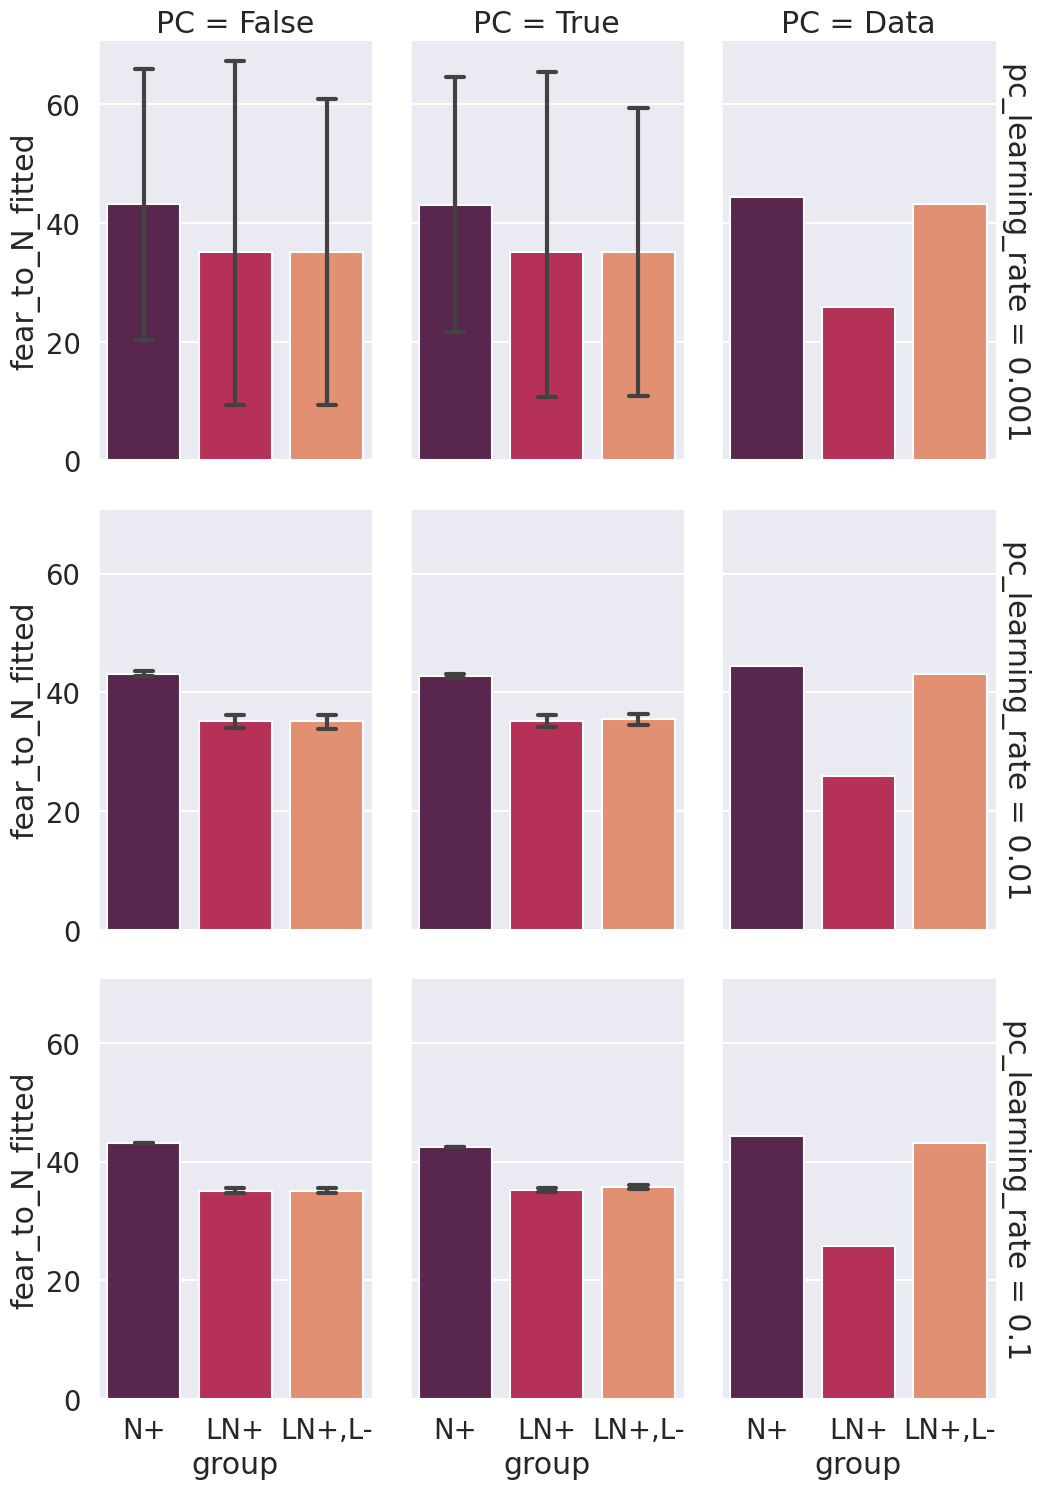 PC = False PC = True PC = Data
fear_to_N_fitted
60
40
20
0
pc_learning_rate = 0.001
fear_to_N_fitted
60
40
20
0
pc_learning_rate = 0.01
fear_to_N_fitted
60
40
20
0
pc_learning_rate = 0.1
N+ LN+ LN+,L- N+ LN+ LN+,L- N+ LN+ LN+,L-
group group group